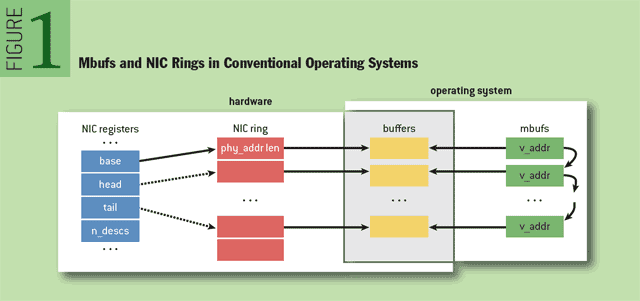 FIGURE 1
Mbufs and NIC Rings in Conventional Operating Systems
hardware
operating system
NIC registers
NIC ring
buffers
mbufs
...
base
head
tail
n_descs
...
phy_addr len
...
...
v_addr
v_addr
...
v_addr